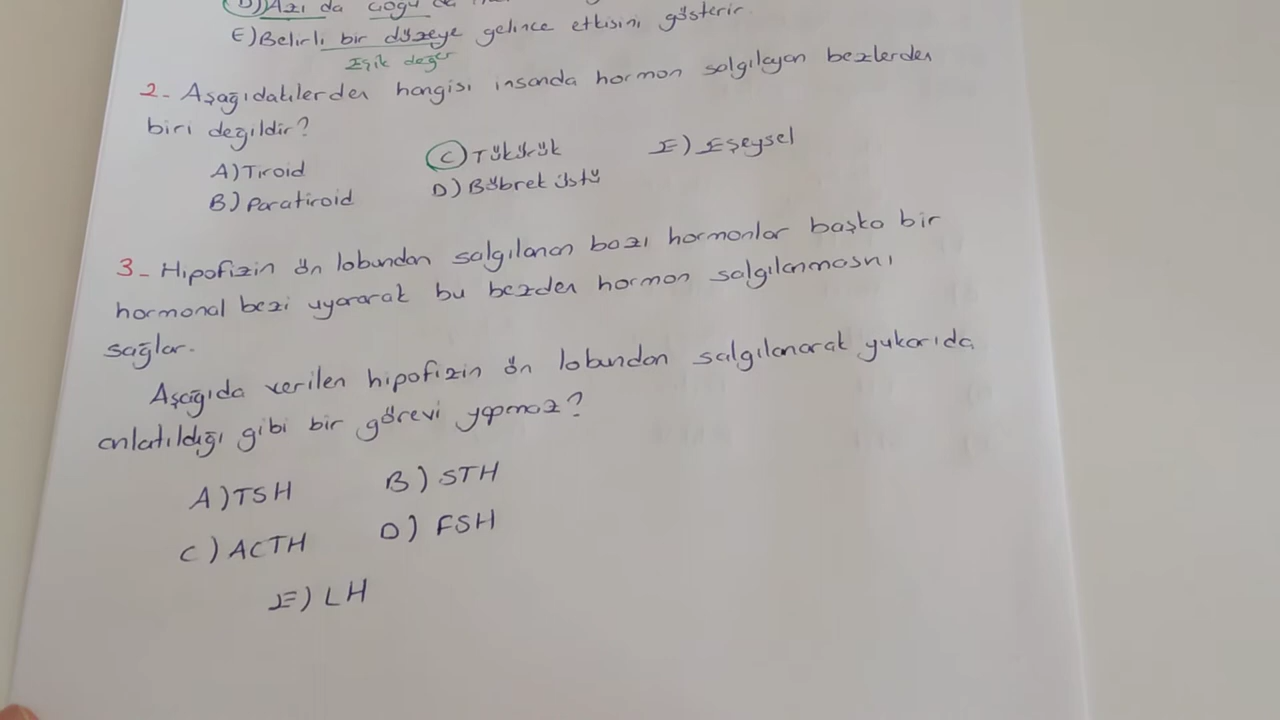 D) Azı da çoğu da
E) Belirli bir düzeye gelince etkisini gösterir.
Eşik değer
2- Aşağıdakilerden hangisi insanda hormon salgılayan bezlerden
biri değildir?
A) Tiroid
C) Tükürük
E) Eşeysel
B) Paratiroid
D) Böbrek üstü
3- Hipofizin ön lobundan salgılanan bazı hormonlar başka bir
hormonal bezi uyararak bu bezden hormon salgılanmasını
sağlar.
Aşağıda verilen hipofizin ön lobundan salgılanarak yukarıda
anlatıldığı gibi bir görevi yapmaz?
A) TSH
B) STH
C) ACTH
D) FSH
E) LH